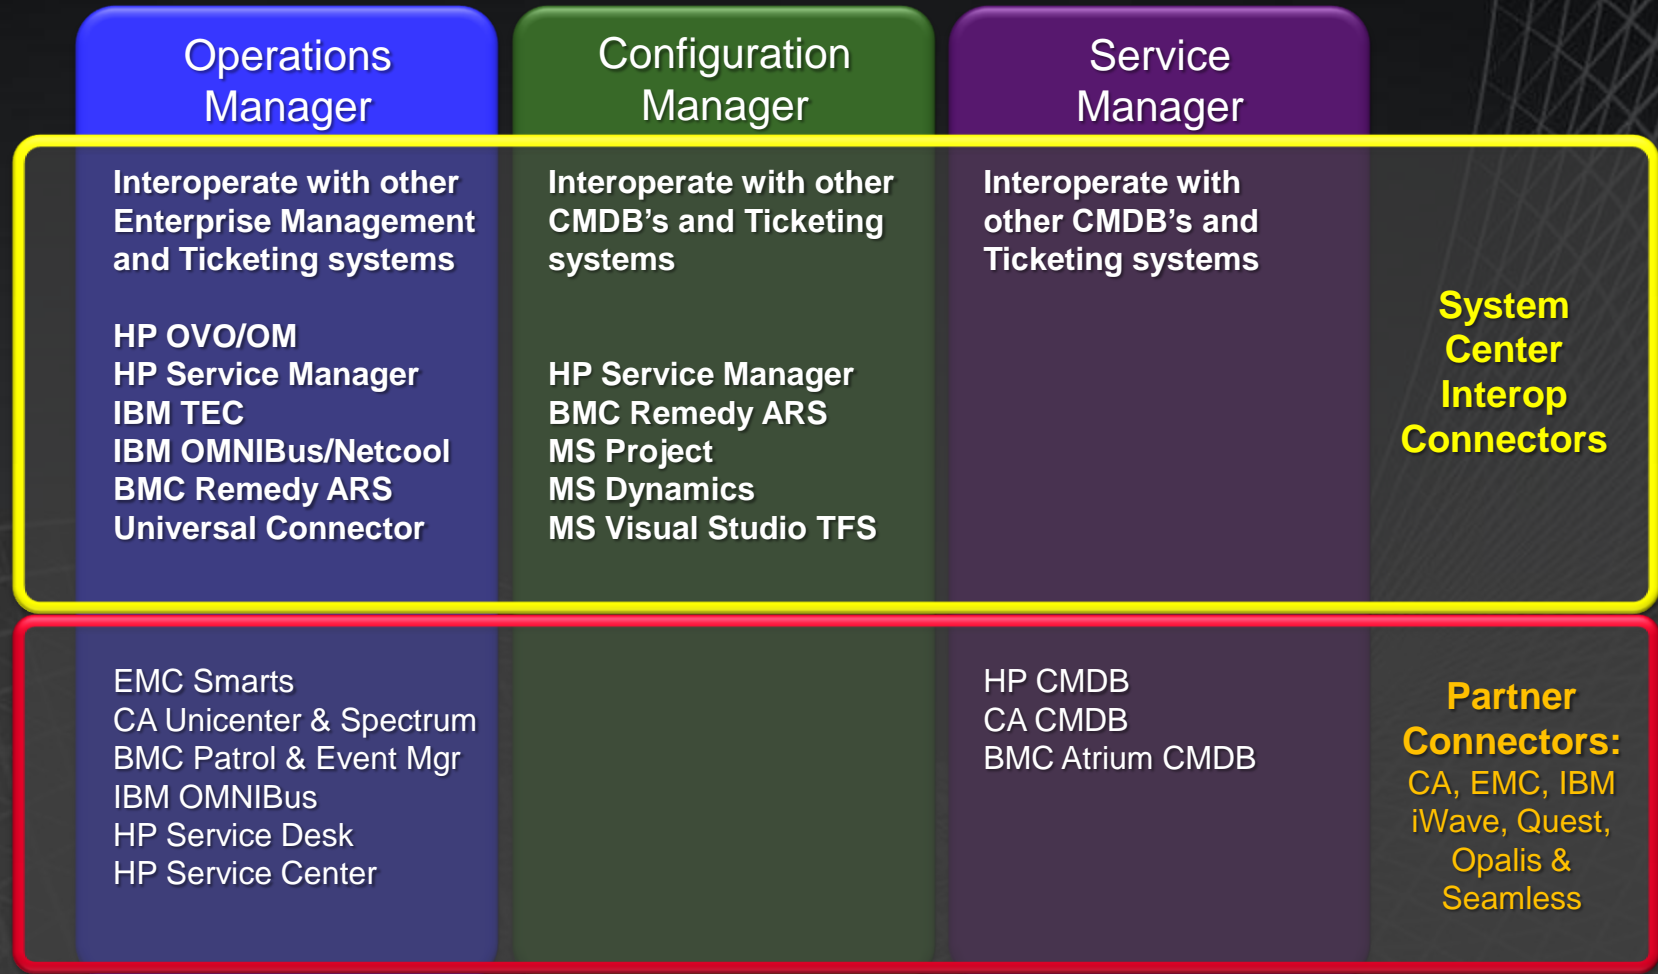 Operations
Manager
Configuration
Manager
Service
Manager
Interoperate with other
Enterprise Management
and Ticketing systems
HP OVO/OM
HP Service Manager
IBM TEC
IBM OMNIBus/Netcool
BMC Remedy ARS
Universal Connector
Interoperate with other
CMDB's and Ticketing
systems
HP Service Manager
BMC Remedy ARS
MS Project
MS Dynamics
MS Visual Studio TFS
Interoperate with
other CMDB's and
Ticketing systems
System
Center
Interop
Connectors
EMC Smarts
CA Unicenter & Spectrum
BMC Patrol & Event Mgr
IBM OMNIBus
HP Service Desk
HP Service Center
HP CMDB
CA CMDB
BMC Atrium CMDB
Partner
Connectors:
CA, EMC, IBM
iWave, Quest,
Opalis &
Seamless